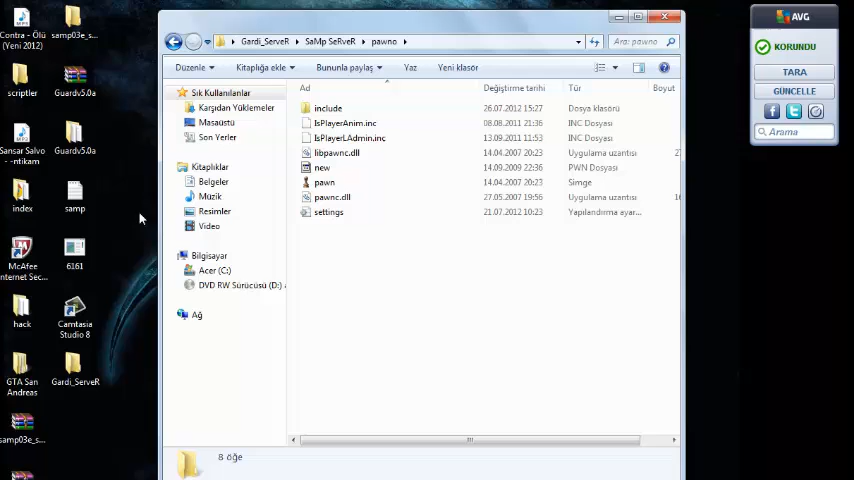 Contra - Ölü
(Yeni 2012)
samp03e_s...
scriptler
Guardv5.0a
Sansar Salvo
- -ntikam
Guardv5.0a
index
samp
McAfee
Internet Sec...
6161
hack
Camtasia
Studio 8
GTA San
Andreas
Gardi_ServeR
samp03e_s...
Gardi_ServeR
SaMp SeRveR
pawno
Ara: pawno
Düzenle
Kitaplığa ekle
Bununla paylaş
Yaz
Yeni klasör
Sık Kullanılanlar
Karşıdan Yüklemeler
Masaüstü
Son Yerler
Kitaplıklar
Belgeler
Müzik
Resimler
Video
Bilgisayar
Acer (C:)
DVD RW Sürücüsü (D:)
Ağ
Ad Değiştirme tarihi Tür Boyut
include 26.07.2012 15:27 Dosya klasörü
IsPlayerAnim.inc 08.08.2011 21:36 INC Dosyası
IsPlayerLAdmin.inc 13.09.2011 11:53 INC Dosyası
libpawnc.dll 14.04.2007 20:23 Uygulama uzantısı 27
new 14.09.2009 22:36 PWN Dosyası
pawn 14.04.2007 20:23 Simge
pawnc.dll 27.05.2007 19:56 Uygulama uzantısı
settings 21.07.2012 10:23 Yapılandırma ayar...
8 öğe
AVG
KORUNDU
TARA
GÜNCELLE
Arama